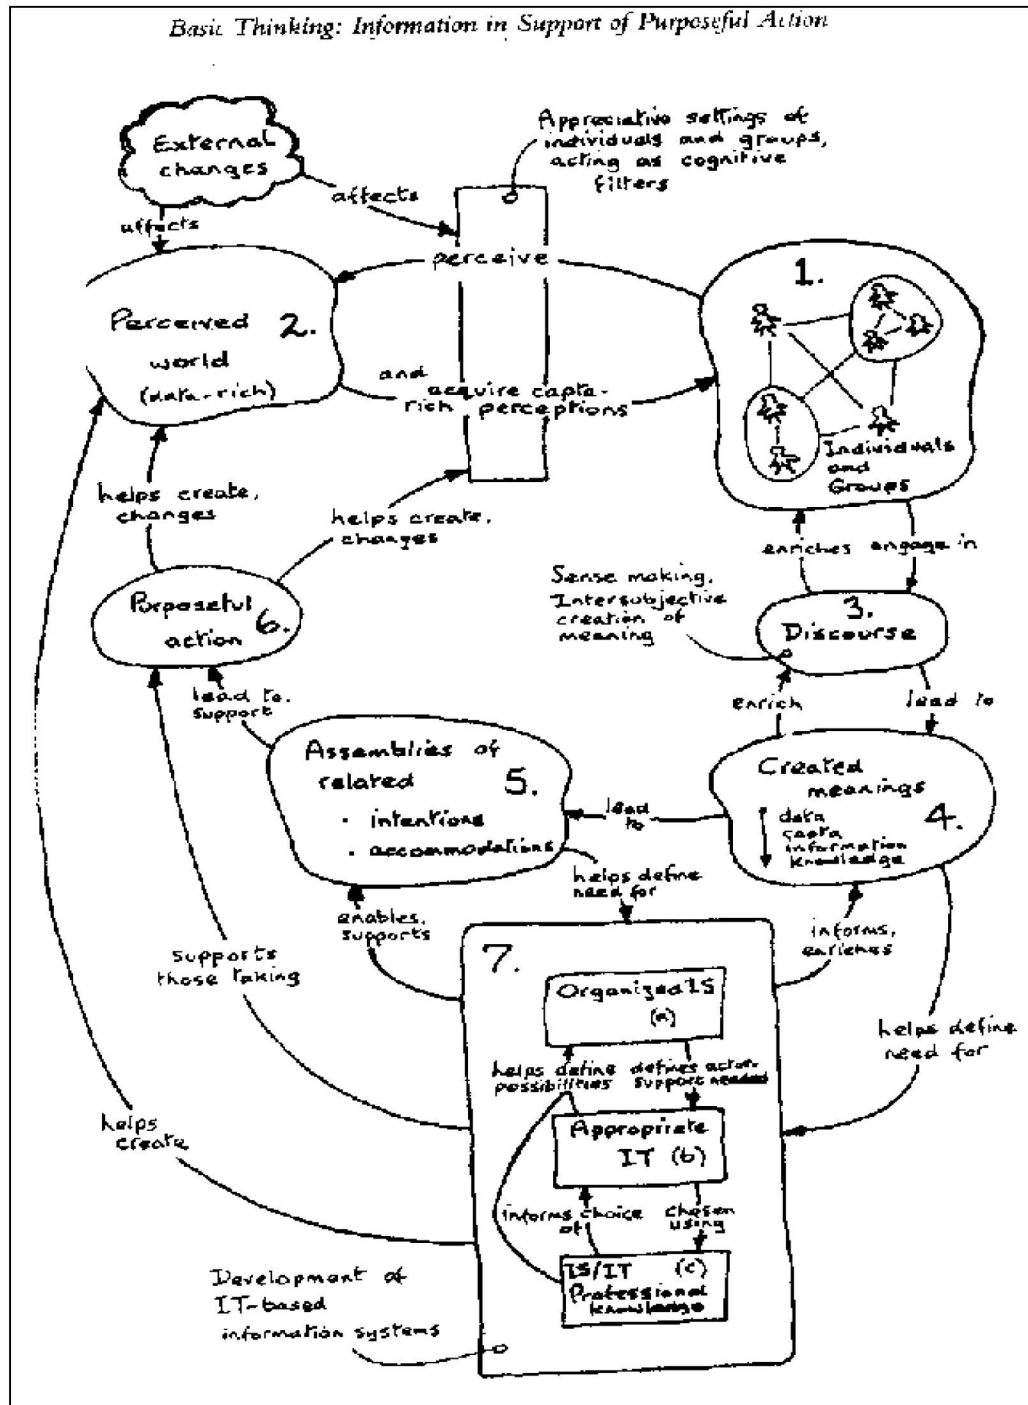 Basic Thinking: Information in Support of Purposeful Action
External
changes
affects
affects
Appreciative settings of
individuals and groups,
acting as cognitive
filters
perceive
and
acquire capta-
rich perceptions
Perceived 2.
world
(data-rich)
1.
Individuals
and
Groups
helps create,
changes
helps create,
changes
enriches engage in
Sense making,
Intersubjective
creation of
meaning
3.
Discourse
Purposeful
action 6.
lead to,
support
enrich
lead to
Assemblies of
related 5.
• intentions
• accommodations
lead
to
Created
meanings
data 4.
capta
information
knowledge
helps define
need for
enables,
supports
informs,
enriches
supports
those taking
7.
Organized IS
(a)
helps define
need for
helps define
possibilities
defines actor
support needed
helps
create
Appropriate
IT (b)
informs choice
of
chosen
using
IS/IT (c)
Professional
knowledge
Development of
IT-based
information systems